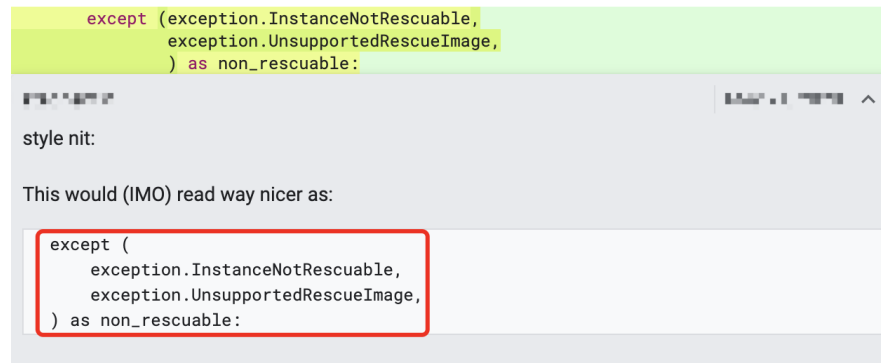 except (exception.InstanceNotRescuable,
exception.UnsupportedRescueImage,
) as non_rescuable:
style nit:
This would (IMO) read way nicer as:
except (
exception.InstanceNotRescuable,
exception.UnsupportedRescueImage,
) as non_rescuable: